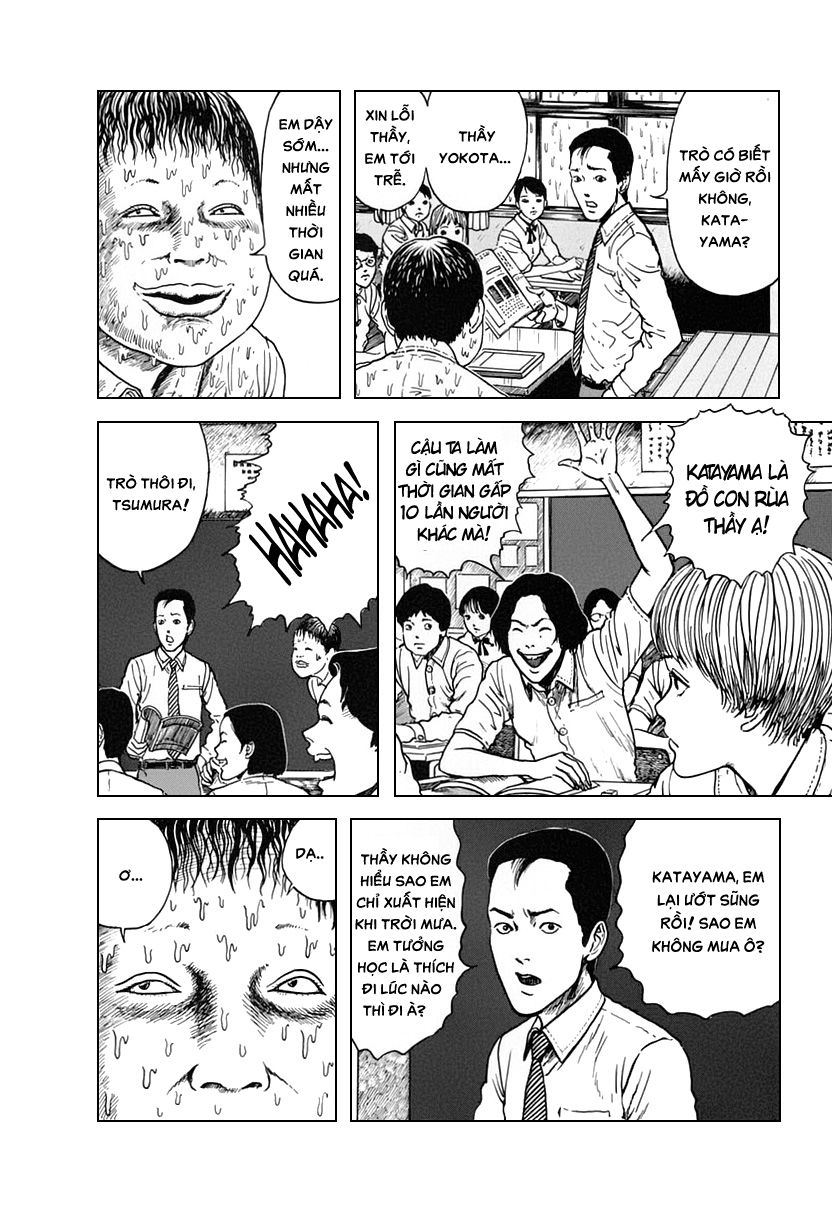 TRÒ CÓ BIẾT
MẤY GIỜ RỒI
KHÔNG,
KATA-
YAMA?
THẦY
YOKOTA...
XIN LỖI
THẦY,
EM TỚI
TRỄ.
EM DẬY
SỚM...
NHƯNG
MẤT
NHIỀU
THỜI
GIAN
QUÁ.
KATAYAMA LÀ
ĐỒ CON RÙA
THẦY Ạ!
CẬU TA LÀM
GÌ CŨNG MẤT
THỜI GIAN GẤP
10 LẦN NGƯỜI
KHÁC MÀ!
HAHAHA!
TRÒ THÔI ĐI,
TSUMURA!
KATAYAMA, EM
LẠI ƯỚT SŨNG
RỒI! SAO EM
KHÔNG MUA Ô?
THẦY KHÔNG
HIỂU SAO EM
CHỈ XUẤT HIỆN
KHI TRỜI MƯA.
EM TƯỞNG
HỌC LÀ THÍCH
ĐI LÚC NÀO
THÌ ĐI À?
DẠ..
Ơ...